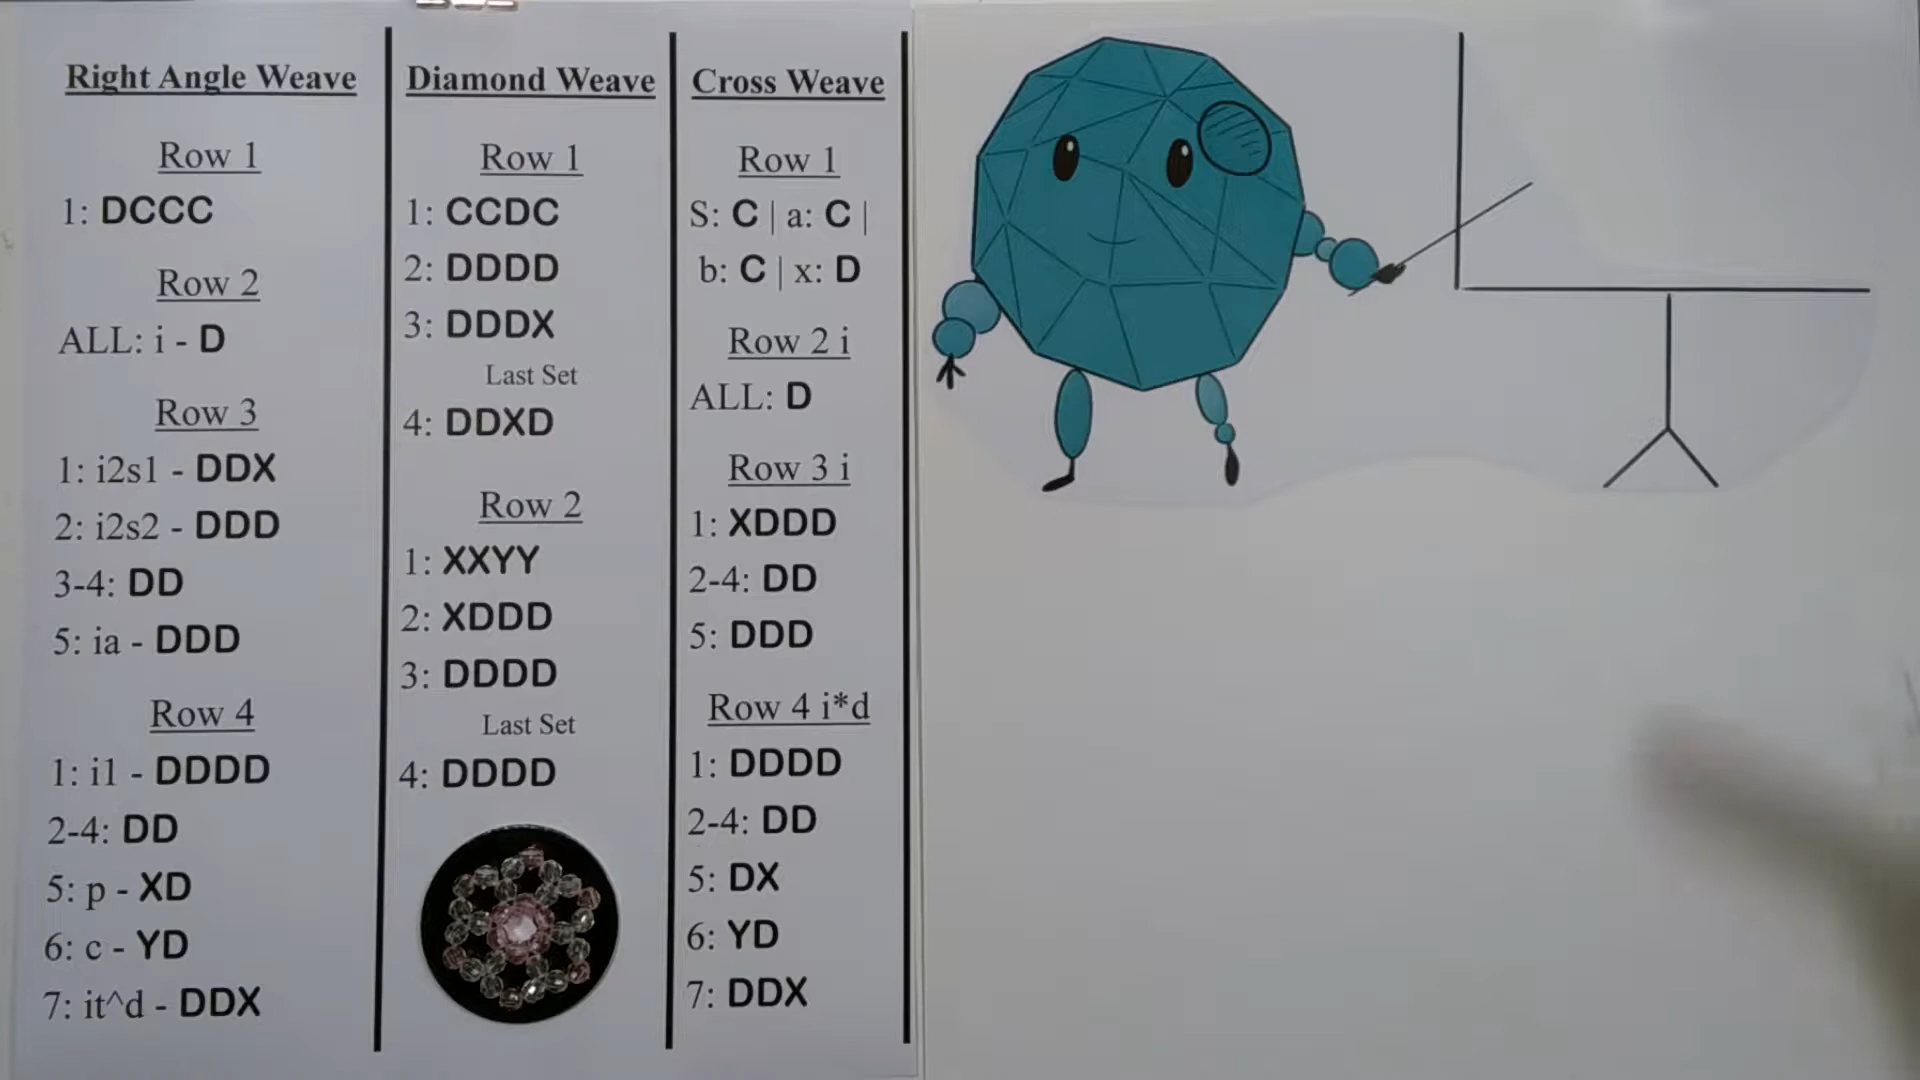 Right Angle Weave
Row 1
1: DCCC
Row 2
ALL: i - D
Row 3
1: i2s1 - DDX
2: i2s2 - DDD
3-4: DD
5: ia - DDD
Row 4
1: i1 - DDDD
2-4: DD
5: p - XD
6: c - YD
7: it^d - DDX
Diamond Weave
Row 1
1: CCDC
2: DDDD
3: DDDX
Last Set
4: DDXD
Row 2
1: XXYY
2: XDDD
3: DDDD
Last Set
4: DDDD
Cross Weave
Row 1
S: C | a: C |
b: C | x: D
Row 2 i
ALL: D
Row 3 i
1: XDDD
2-4: DD
5: DDD
Row 4 i*d
1: DDDD
2-4: DD
5: DX
6: YD
7: DDX